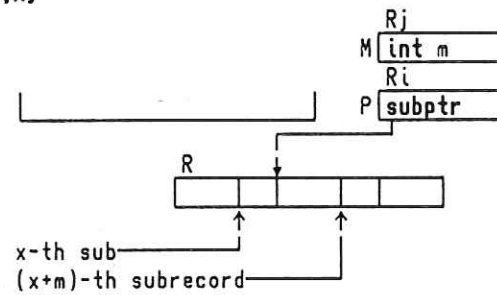 Rj
M int m
Ri
P subptr
R
x-th sub
(x+m)-th subrecord